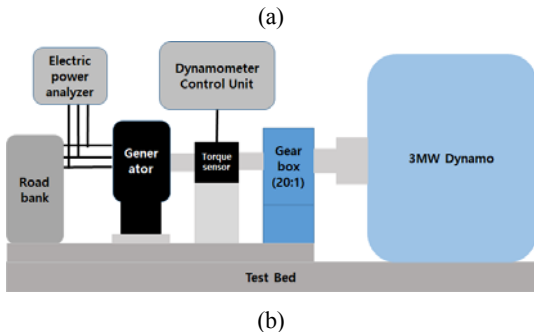 (a)
Electric
power
analyzer
Dynamometer
Control Unit
Gener
ator
Torque
sensor
Gear
box
(20:1)
3MW Dynamo
Road
bank
Test Bed
(b)